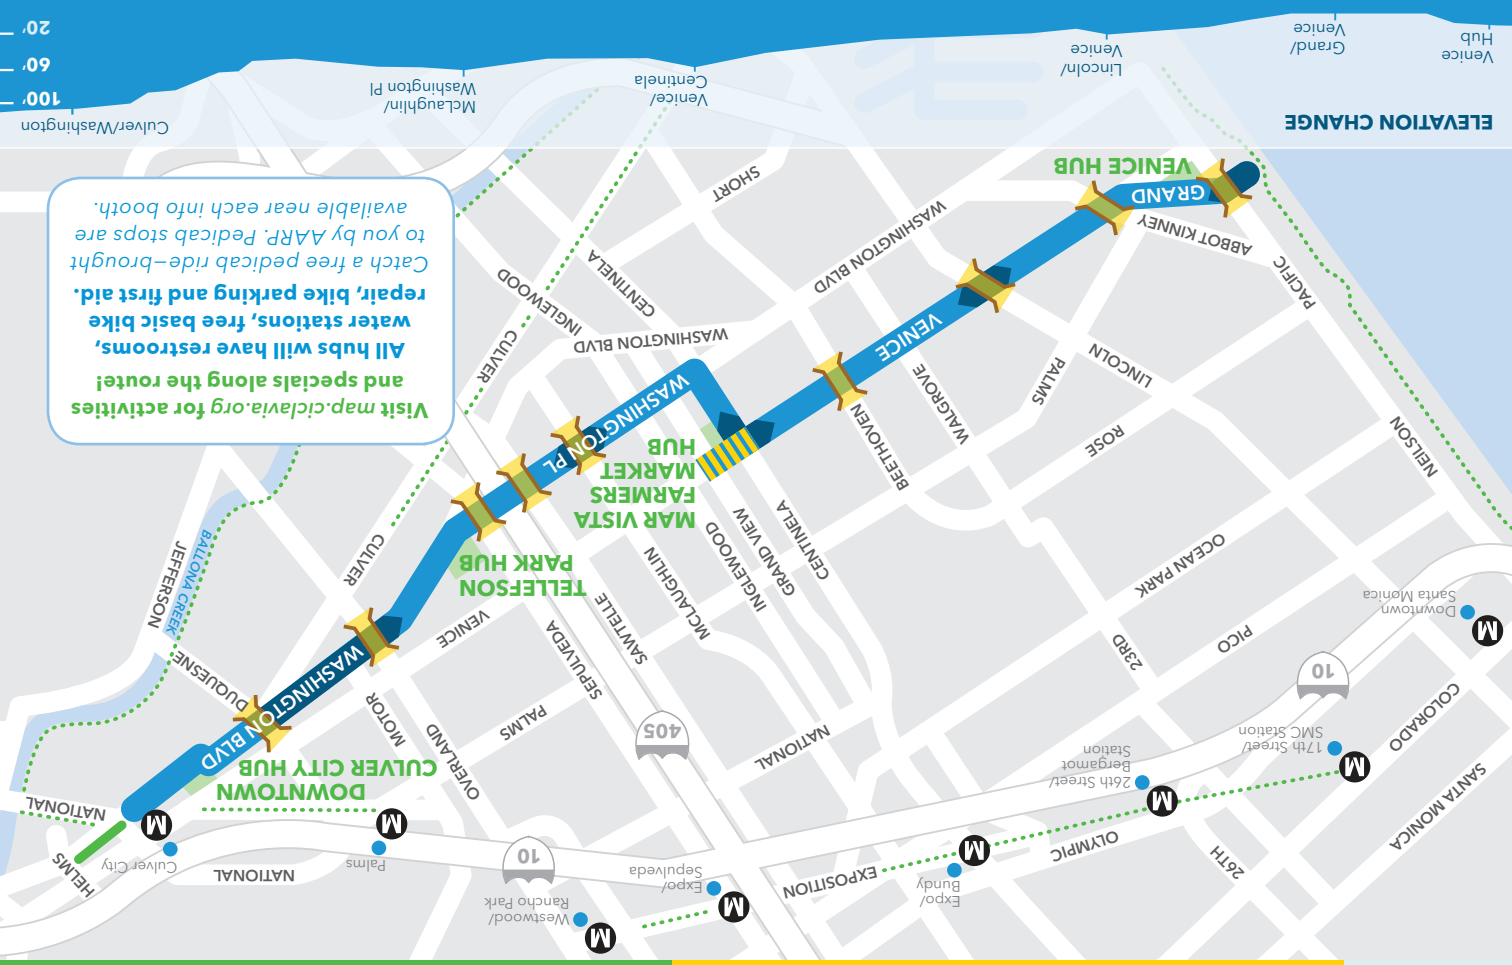 Westwood/
Rancho Park
M
Expo/
Sepulveda
M
Expo/
Bundy
M
EXPOSITION
OLYMPIC
26TH
SANTA MONICA
COLORADO
26th Street/
Bergamot
Station
M
17th Street/
SMC Station
M
Downtown
Santa Monica
M
10
10
405
HELMS
Culver City
M
Palms
M
NATIONAL
NATIONAL
NATIONAL
DOWNTOWN
CULVER CITY HUB
OVERLAND
MOTOR
PALMS
DUQUESNE
WASHINGTON BLVD
VENICE
SEPULVEDA
SAWTELLE
MCLAUGHLIN
INGLEWOOD
GRAND VIEW
CENTINELA
23RD
PICO
OCEAN PARK
JEFFERSON
BALLONA CREEK
CULVER
TELLEFSON
PARK HUB
MAR VISTA
FARMERS
MARKET
HUB
BEETHOVEN
WALGROVE
ROSE
PALMS
LINCOLN
NEILSON
PACIFIC
WASHINGTON PL
VENICE
CULVER
WASHINGTON BLVD
INGLEWOOD
CENTINELA
WASHINGTON BLVD
SHORT
ABBOT KINNEY
GRAND
VENICE HUB
Visit map.ciclavia.org for activities
and specials along the route!
All hubs will have restrooms,
water stations, free basic bike
repair, bike parking and first aid.
Catch a free pedicab ride–brought
to you by AARP. Pedicab stops are
available near each info booth.
ELEVATION CHANGE
Venice
Hub
Grand/
Venice
Lincoln/
Venice
Venice/
Centinela
McLaughlin/
Washington Pl
Culver/Washington
100'
60'
20'